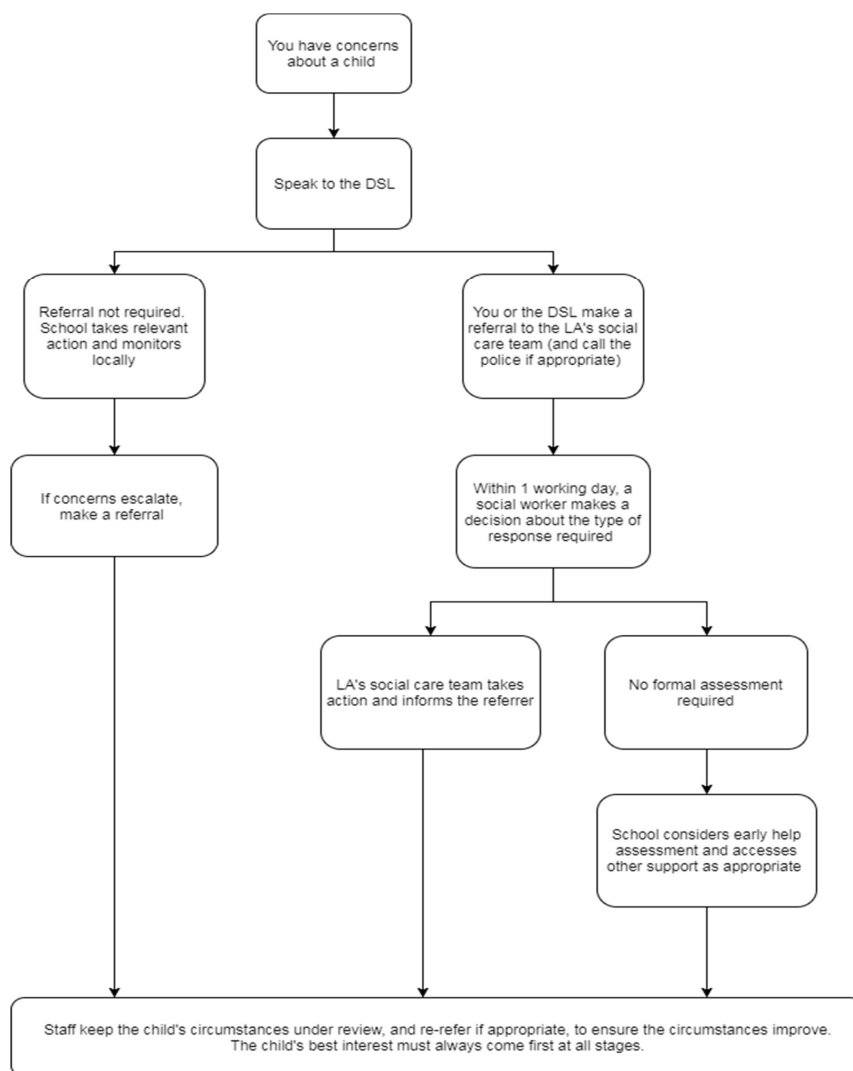 You have concerns
about a child
Speak to the DSL
Referral not required.
School takes relevant
action and monitors
locally
You or the DSL make a
referral to the LA's social
care team (and call the
police if appropriate)
If concerns escalate,
make a referral
Within 1 working day, a
social worker makes a
decision about the type of
response required
LA's social care team takes
action and informs the referrer
No formal assessment
required
School considers early help
assessment and accesses
other support as appropriate
Staff keep the child's circumstances under review, and re-refer if appropriate, to ensure the circumstances improve.
The child's best interest must always come first at all stages.